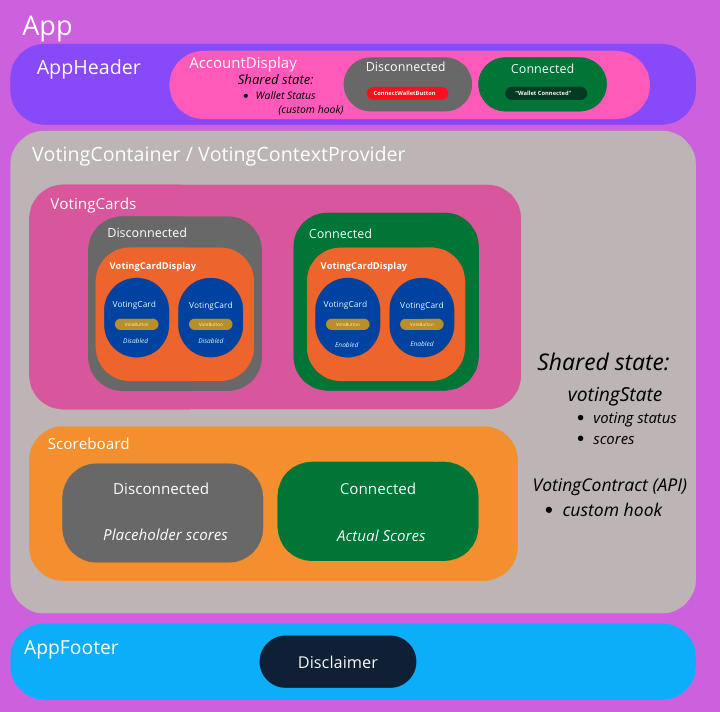 App
AppHeader
AccountDisplay
Shared state:
• Wallet Status
(custom hook)
Disconnected
ConnectWalletButton
Connected
"Wallet Connected"
VotingContainer / VotingContextProvider
VotingCards
Disconnected
VotingCardDisplay
VotingCard
VoteButton
Disabled
VotingCard
VoteButton
Disabled
Connected
VotingCardDisplay
VotingCard
VoteButton
Enabled
VotingCard
VoteButton
Enabled
Shared state:
votingState
• voting status
• scores
VotingContract (API)
• custom hook
Scoreboard
Disconnected
Placeholder scores
Connected
Actual Scores
AppFooter
Disclaimer